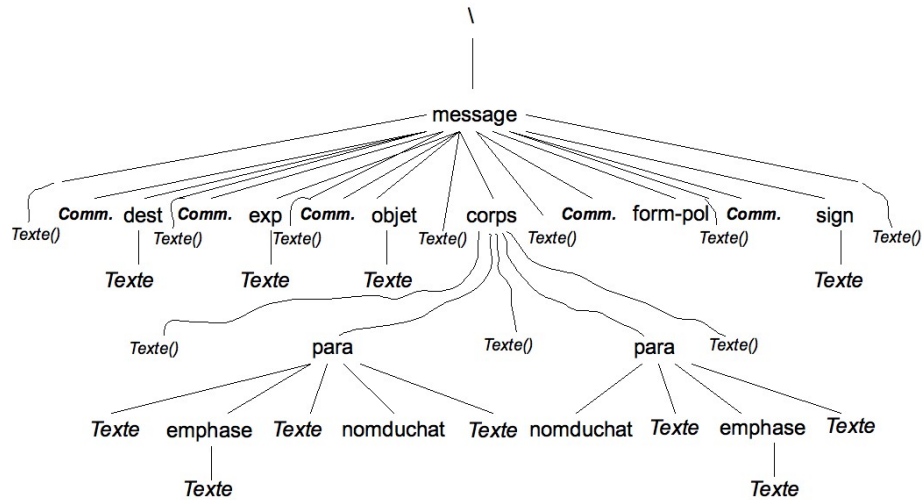 \
message
Comm. dest Comm. exp Comm. objet corps Comm. form-pol Comm. sign
Texte() Texte() Texte() Texte() Texte() Texte() Texte()
Texte Texte Texte Texte
Texte() Texte() Texte()
para para
Texte emphase Texte nomduchat Texte nomduchat Texte emphase Texte
Texte Texte